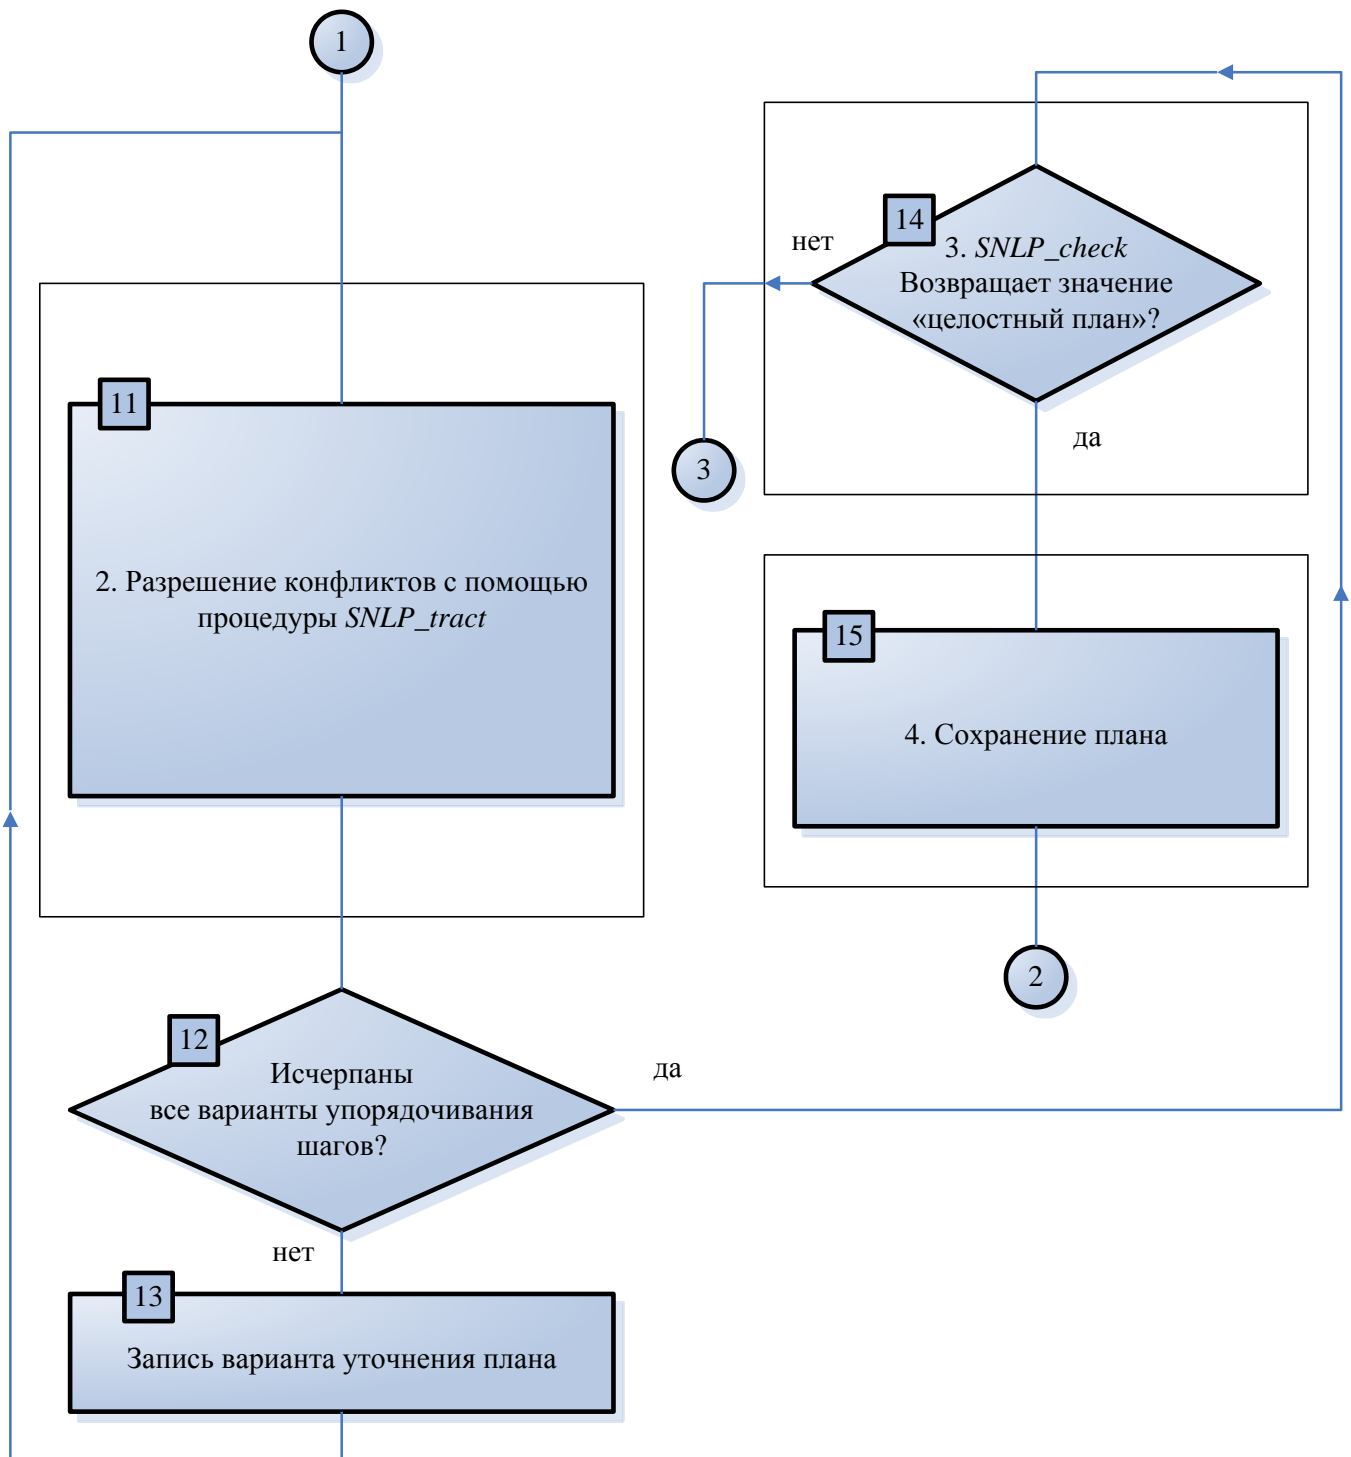 1
11
2. Разрешение конфликтов с помощью
процедуры SNLP_tract
12
Исчерпаны
все варианты упорядочивания
шагов?
да
нет
13
Запись варианта уточнения плана
14
нет
3. SNLP_check
Возвращает значение
«целостный план»?
да
3
15
4. Сохранение плана
2